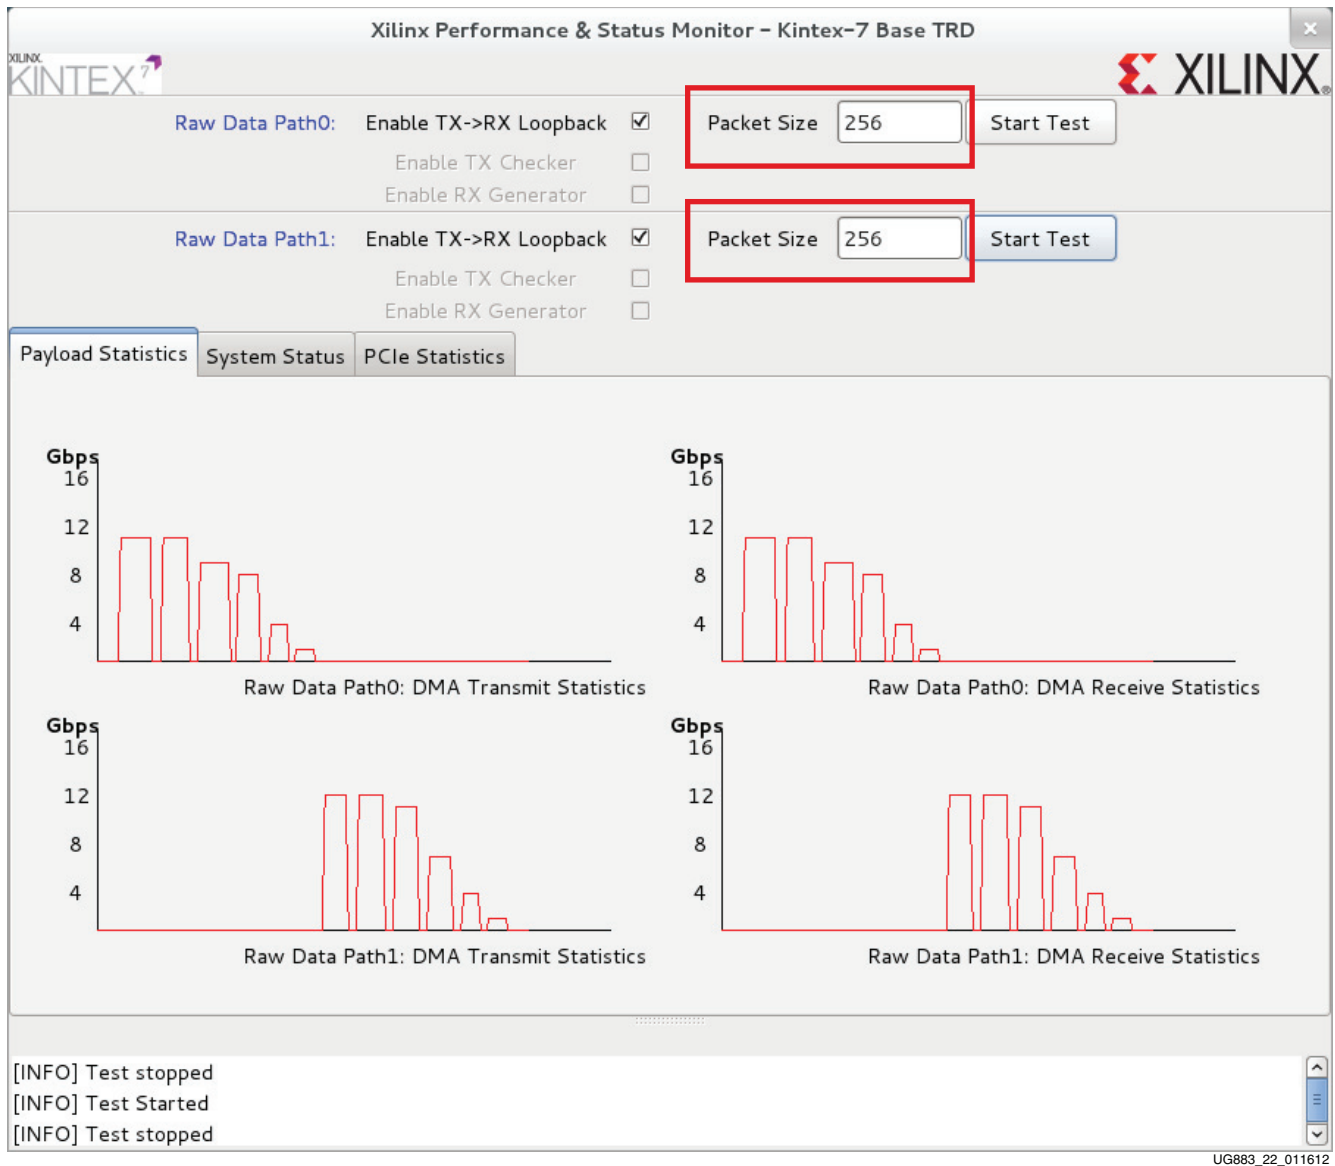 Xilinx Performance & Status Monitor – Kintex-7 Base TRD
XILINX
KINTEX 7
XILINX
Raw Data Path0: Enable TX->RX Loopback Packet Size 256 Start Test
Enable TX Checker
Enable RX Generator
Raw Data Path1: Enable TX->RX Loopback Packet Size 256 Start Test
Enable TX Checker
Enable RX Generator
Payload Statistics System Status PCIe Statistics
Gbps
16
12
8
4
Raw Data Path0: DMA Transmit Statistics
Gbps
16
12
8
4
Raw Data Path0: DMA Receive Statistics
Gbps
16
12
8
4
Raw Data Path1: DMA Transmit Statistics
Gbps
16
12
8
4
Raw Data Path1: DMA Receive Statistics
[INFO] Test stopped
[INFO] Test Started
[INFO] Test stopped
UG883_22_011612